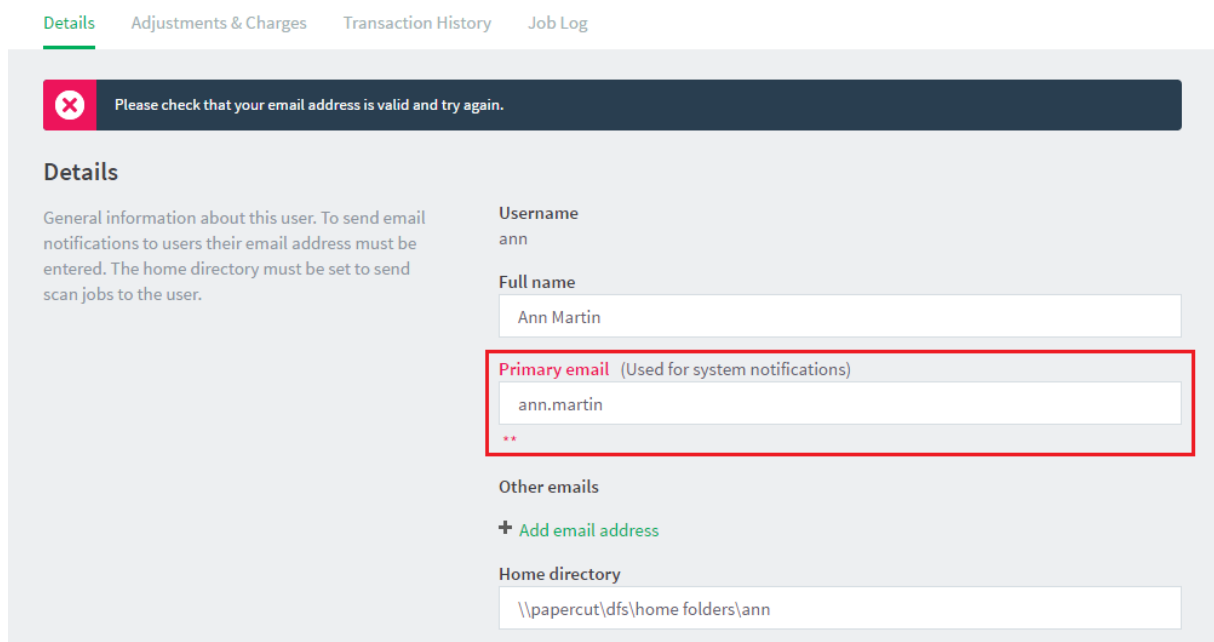 Details Adjustments & Charges Transaction History Job Log
Please check that your email address is valid and try again.
Details
General information about this user. To send email
notifications to users their email address must be
entered. The home directory must be set to send
scan jobs to the user.
Username
ann
Full name
Ann Martin
Primary email (Used for system notifications)
ann.martin
**
Other emails
+ Add email address
Home directory
\\papercut\dfs\home folders\ann